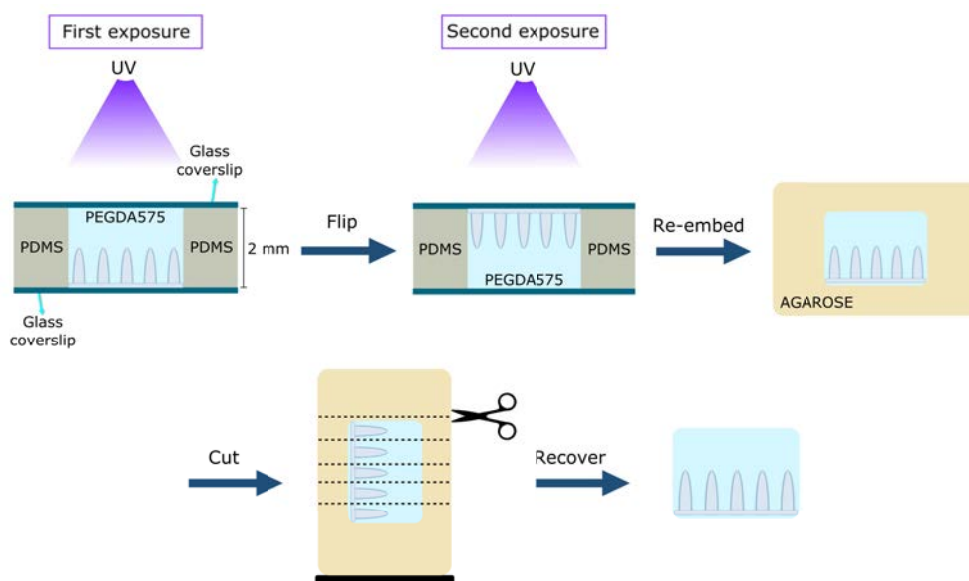 First exposure
UV
Glass
coverslip
PEGDA575
PDMS
PDMS
2 mm
Glass
coverslip
Flip
Second exposure
UV
PDMS
PDMS
PEGDA575
Re-embed
AGAROSE
Cut
Recover